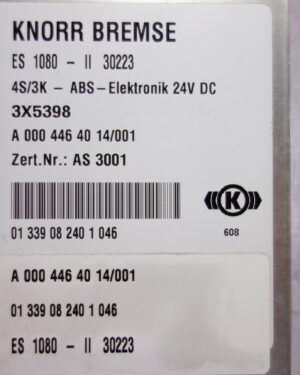 KNORR BREMSE
ES 1080 - II 30223
4S/3K - ABS-Elektronik 24V DC
3X5398
A 000 446 40 14/001
Zert.Nr.: AS 3001
K
01 339 08 240 1 046
608
A 000 446 40 14/001
01 339 08 240 1 046
ES 1080 - II 30223